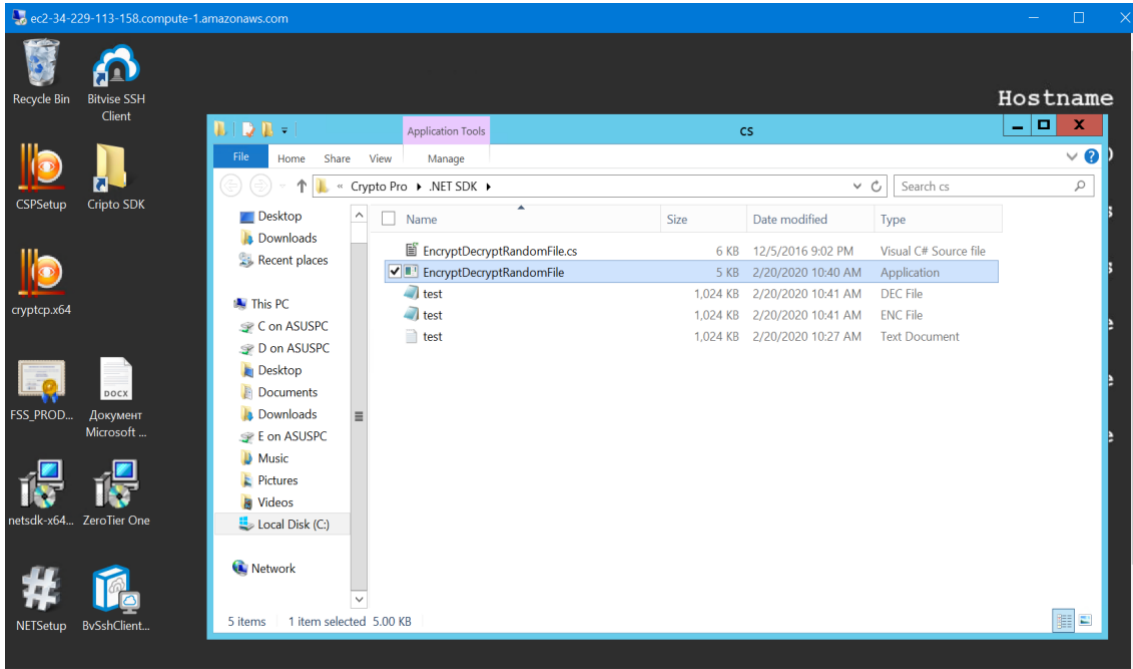 ec2-34-229-113-158.compute-1.amazonaws.com
Recycle Bin
Bitvise SSH
Client
CSPSetup
Cripto SDK
cryptcp.x64
FSS_PROD...
DOCX
Документ
Microsoft ...
netsdk-x64...
ZeroTier One
NETSetup
BvSshClient...
Hostname
Application Tools
cs
File
Home
Share
View
Manage
« Crypto Pro
.NET SDK
Search cs
Desktop
Downloads
Recent places
This PC
C on ASUSPC
D on ASUSPC
Desktop
Documents
Downloads
E on ASUSPC
Music
Pictures
Videos
Local Disk (C:)
Network
Name Size Date modified Type
EncryptDecryptRandomFile.cs 6 KB 12/5/2016 9:02 PM Visual C# Source file
EncryptDecryptRandomFile 5 KB 2/20/2020 10:40 AM Application
test 1,024 KB 2/20/2020 10:41 AM DEC File
test 1,024 KB 2/20/2020 10:41 AM ENC File
test 1,024 KB 2/20/2020 10:27 AM Text Document
5 items 1 item selected 5.00 KB